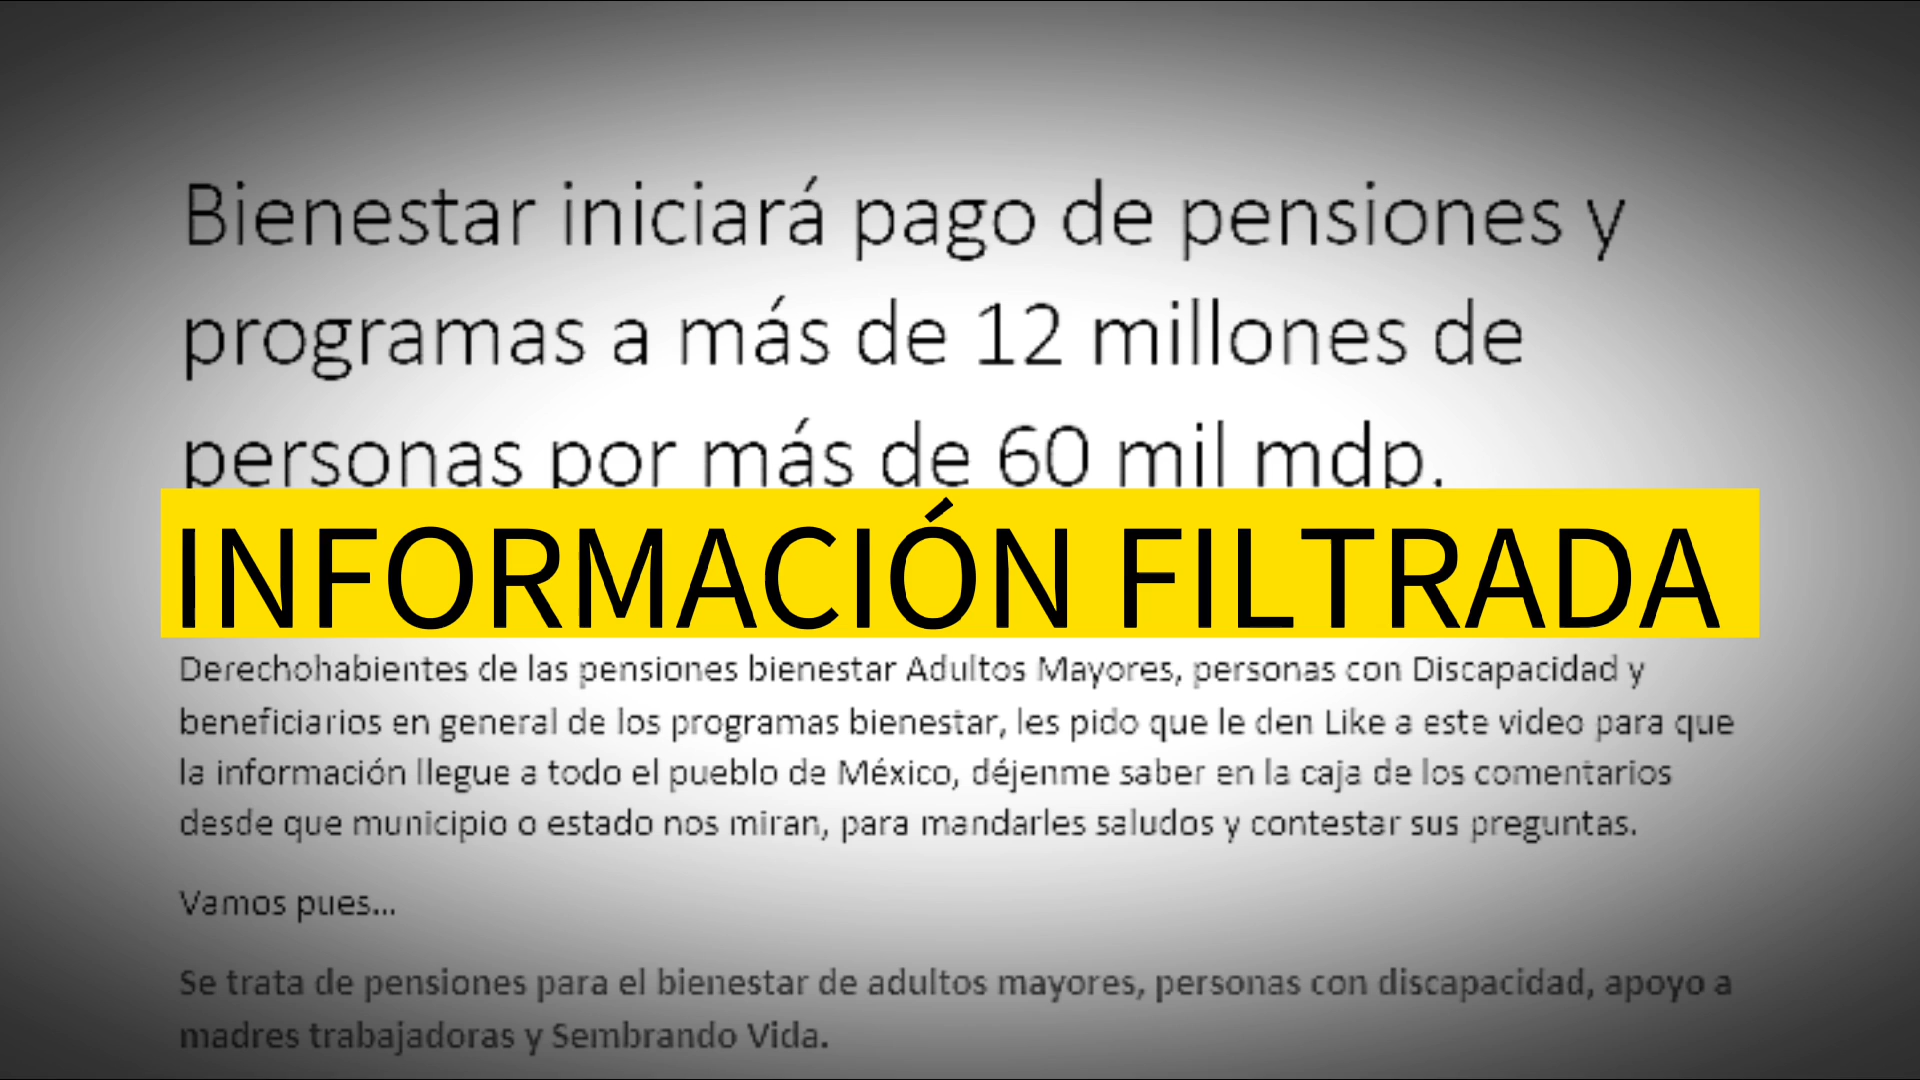 Bienestar iniciará pago de pensiones y
programas a más de 12 millones de
personas por más de 60 mil mdp.
INFORMACIÓN FILTRADA
Derechohabientes de las pensiones bienestar Adultos Mayores, personas con Discapacidad y
beneficiarios en general de los programas bienestar, les pido que le den Like a este video para que
la información llegue a todo el pueblo de México, déjenme saber en la caja de los comentarios
desde que municipio o estado nos miran, para mandarles saludos y contestar sus preguntas.
Vamos pues...
Se trata de pensiones para el bienestar de adultos mayores, personas con discapacidad, apoyo a
madres trabajadoras y Sembrando Vida.